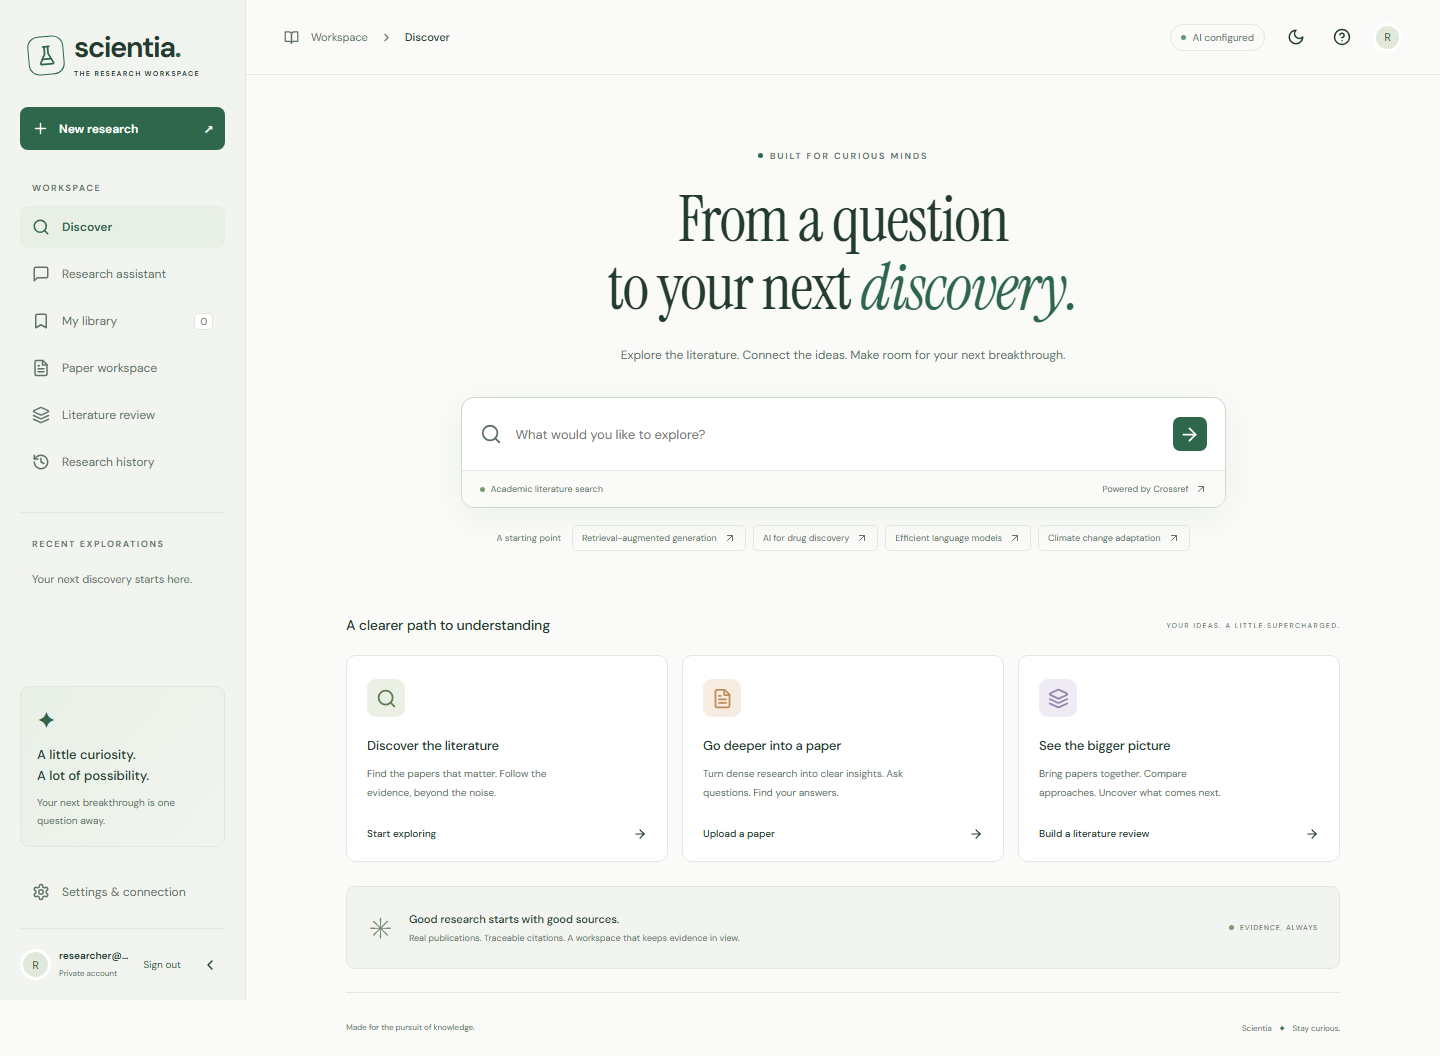 scientia.
THE RESEARCH WORKSPACE
New research
WORKSPACE
Discover
Research assistant
My library
0
Paper workspace
Literature review
Research history
RECENT EXPLORATIONS
Your next discovery starts here.
A little curiosity.
A lot of possibility.
Your next breakthrough is one
question away.
Settings & connection
R
researcher@...
Private account
Sign out
Workspace
Discover
AI configured
R
BUILT FOR CURIOUS MINDS
From a question
to your next discovery.
Explore the literature. Connect the ideas. Make room for your next breakthrough.
What would you like to explore?
Academic literature search
Powered by Crossref
A starting point
Retrieval-augmented generation
AI for drug discovery
Efficient language models
Climate change adaptation
A clearer path to understanding
YOUR IDEAS. A LITTLE SUPERCHARGED.
Discover the literature
Find the papers that matter. Follow the
evidence, beyond the noise.
Start exploring
Go deeper into a paper
Turn dense research into clear insights. Ask
questions. Find your answers.
Upload a paper
See the bigger picture
Bring papers together. Compare
approaches. Uncover what comes next.
Build a literature review
Good research starts with good sources.
Real publications. Traceable citations. A workspace that keeps evidence in view.
EVIDENCE, ALWAYS
Made for the pursuit of knowledge.
Scientia ✦ Stay curious.